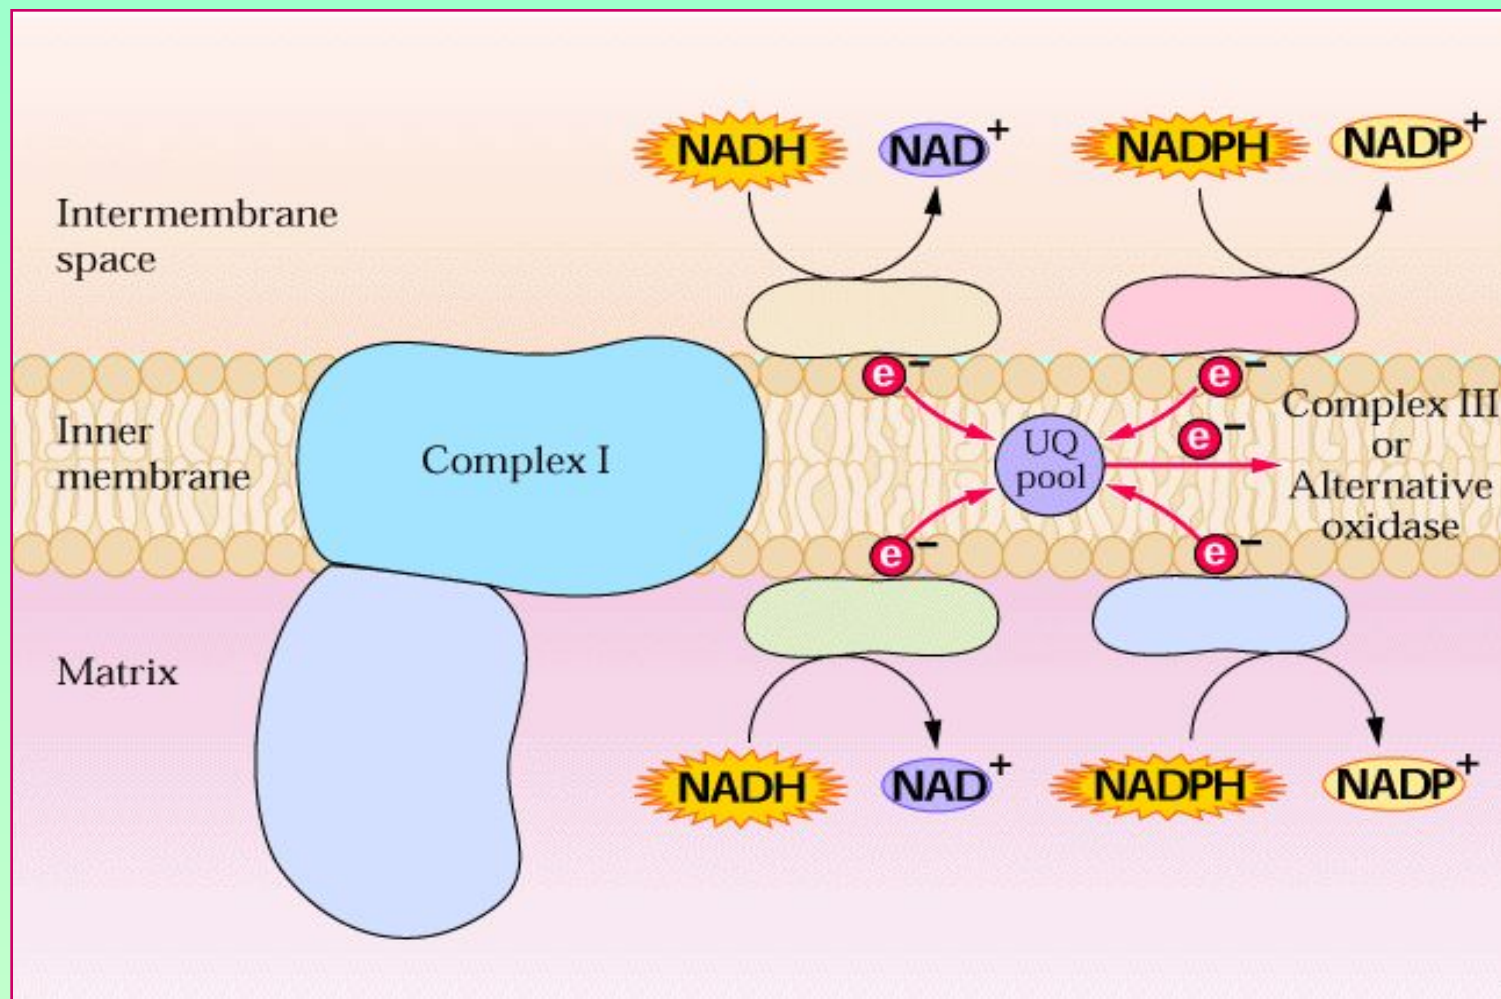 NADH NAD+ NADPH NADP+
Intermembrane
space
e- e-
Inner
membrane
Complex I
UQ
pool
e-
Complex III
or
Alternative
oxidase
e- e-
Matrix
NADH NAD+ NADPH NADP+